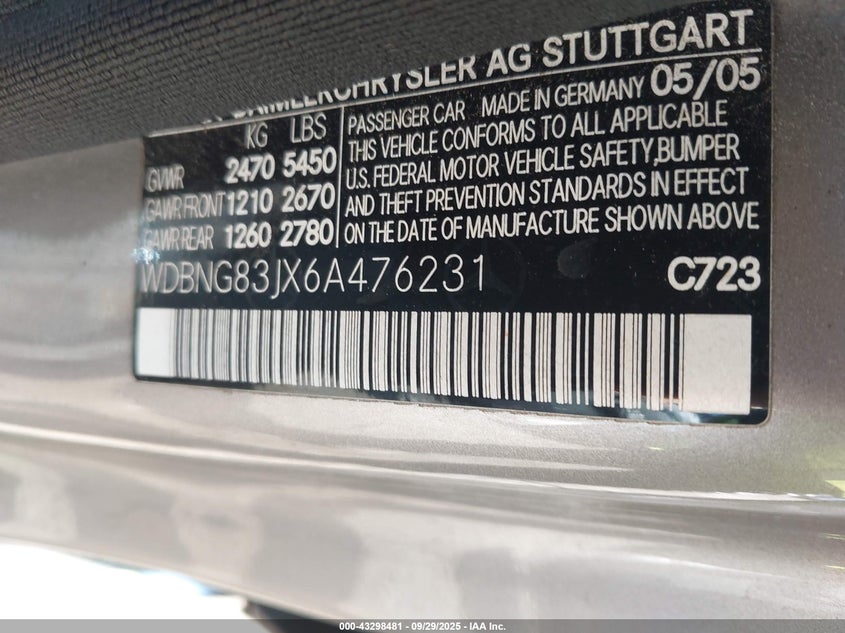 DAIMLERCHRYSLER AG STUTTGART
05/05
KG LBS
GVWR 2470 5450
GAWR FRONT 1210 2670
GAWR REAR 1260 2780
PASSENGER CAR MADE IN GERMANY
THIS VEHICLE CONFORMS TO ALL APPLICABLE
U.S. FEDERAL MOTOR VEHICLE SAFETY,BUMPER
AND THEFT PREVENTION STANDARDS IN EFFECT
ON THE DATE OF MANUFACTURE SHOWN ABOVE
WDBNG83JX6A476231
C723
000-43298481 - 09/29/2025 - IAA Inc.